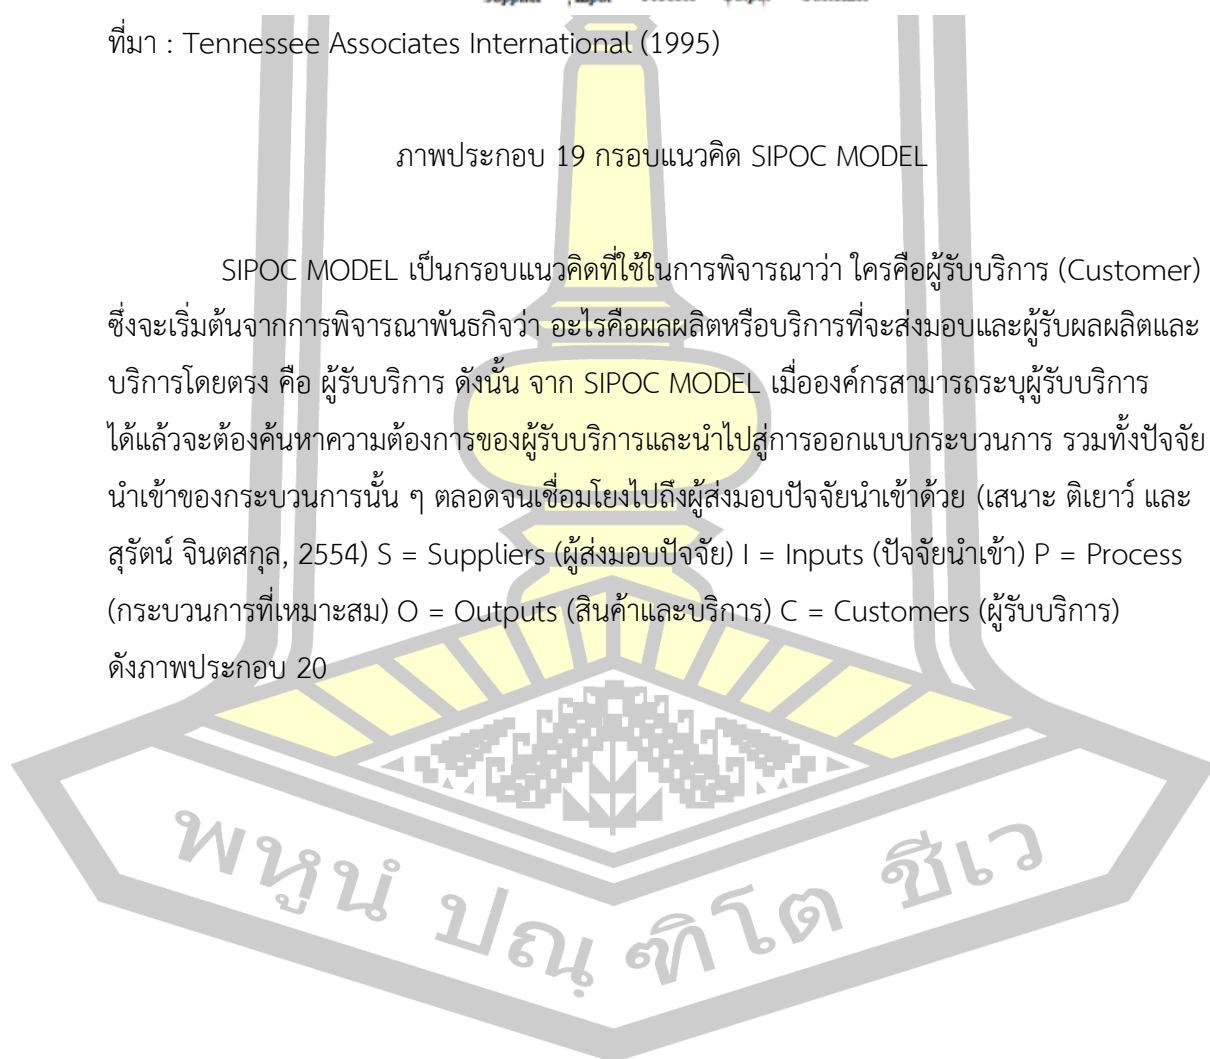 ที่มา : Tennessee Associates International (1995)
ภาพประกอบ 19 กรอบแนวคิด SIPOC MODEL
SIPOC MODEL เป็นกรอบแนวคิดที่ใช้ในการพิจารณาว่า ใครคือผู้รับบริการ (Customer)
ซึ่งจะเริ่มต้นจากการพิจารณาพันธกิจว่า อะไรคือผลผลิตหรือบริการที่จะส่งมอบและผู้รับผลผลิตและ
บริการโดยตรง คือ ผู้รับบริการ ดังนั้น จาก SIPOC MODEL เมื่อองค์กรสามารถระบุผู้รับบริการ
ได้แล้วจะต้องค้นหาความต้องการของผู้รับบริการและนำไปสู่การออกแบบกระบวนการ รวมทั้งปัจจัย
นำเข้าของกระบวนการนั้น ๆ ตลอดจนเชื่อมโยงไปถึงผู้ส่งมอบปัจจัยนำเข้าด้วย (เสนาะ ติเยาว์ และ
สุรัตน์ จินตสกุล, 2554) S = Suppliers (ผู้ส่งมอบปัจจัย) I = Inputs (ปัจจัยนำเข้า) P = Process
(กระบวนการที่เหมาะสม) O = Outputs (สินค้าและบริการ) C = Customers (ผู้รับบริการ)
ดังภาพประกอบ 20
พหูนํ ปณฺฑิโต ชีเว